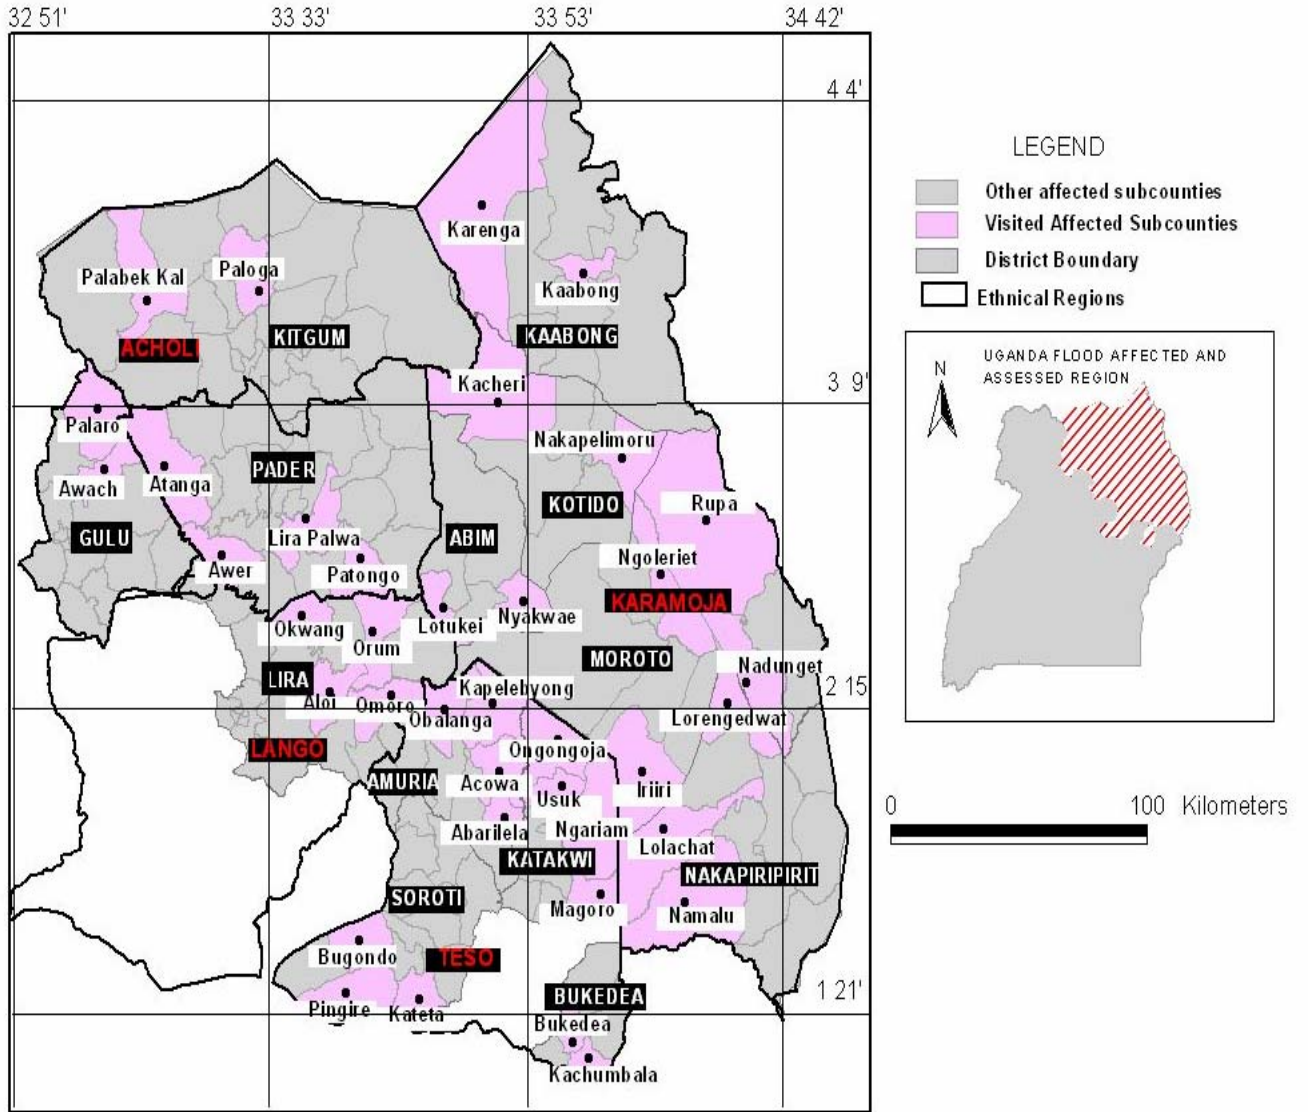 32 51'
33 33'
33 53'
34 42'
4 4'
Karenga
Palabek Kal
Paloga
Kaabong
ACHOLI
KITGUM
KAABONG
3 9'
Kacheri
Palaro
Nakapelimoru
Awach
Atanga
PADER
KOTIDO
Rupa
GULU
Lira Palwa
ABIM
Awer
Patongo
Ngoleriet
KARAMOJA
Okwang
Orum
Lotukei
Nyakwae
MOROTO
Nadunget
LIRA
Aloi
Omoro
Kapelebyong
Obalanga
Lorengedwat
2 15
LANGO
Ongongoja
AMURIA
Acowa
Usuk
Iriiri
Abarilela
Ngariam
Lolachat
KATAKWI
NAKAPIRIPIRIT
SOROTI
Magoro
Namalu
Bugondo
TESO
Pingire
Kateta
BUKEDEA
1 21'
Bukedea
Kachumbala
LEGEND
Other affected subcounties
Visited Affected Subcounties
District Boundary
Ethnical Regions
N
UGANDA FLOOD AFFECTED AND
ASSESSED REGION
0
100 Kilometers